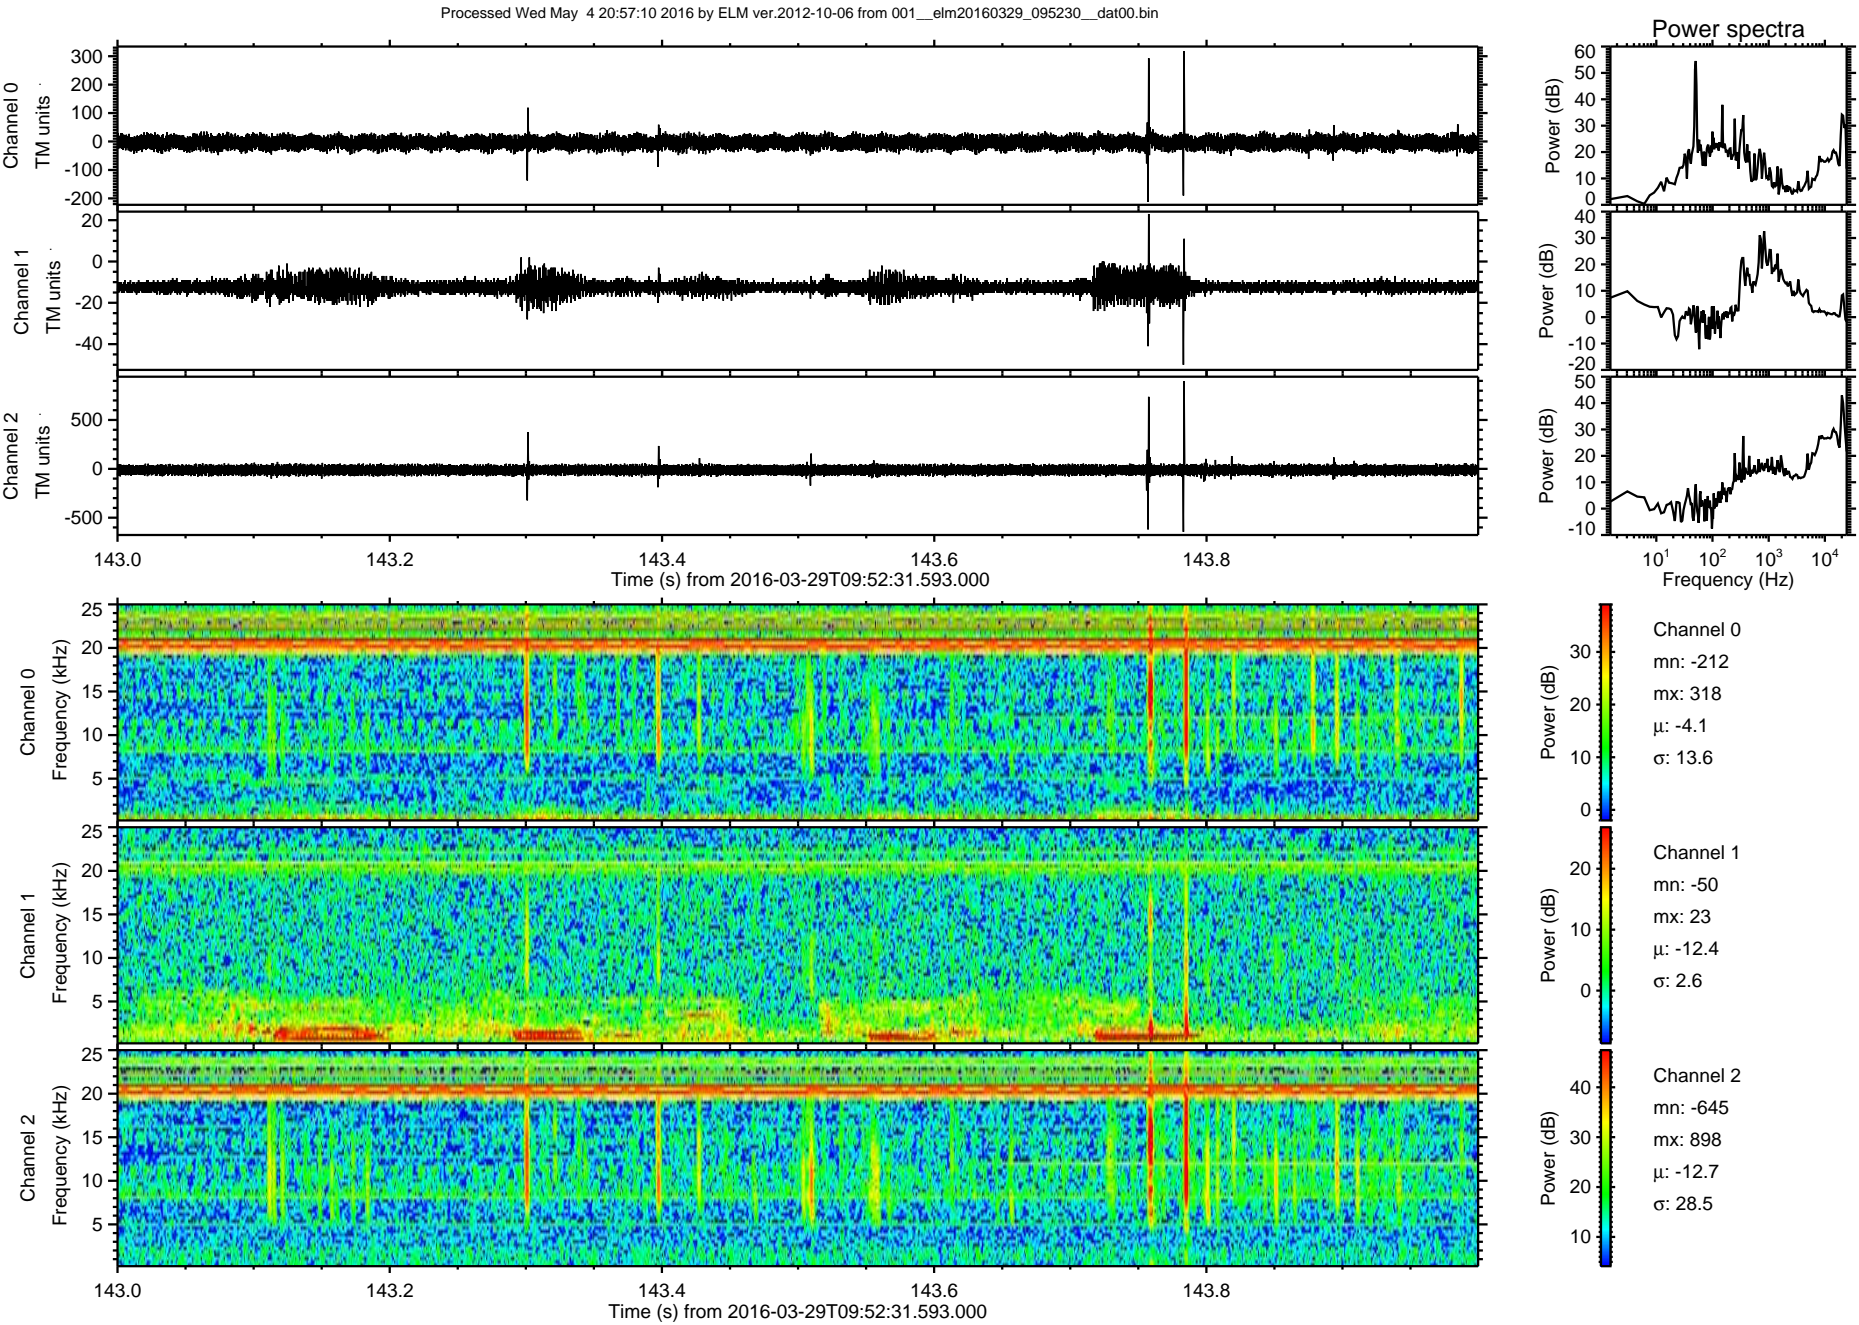 Processed Wed May  4 20:57:10 2016 by ELM ver.2012-10-06 from 001__elm20160329_095230__dat00.bin
Power spectra
Channel 0
TM units
300
200
100
0
-100
-200
Power (dB)
60
50
40
30
20
10
0
Channel 1
TM units
20
0
-20
-40
Power (dB)
40
30
20
10
0
-10
-20
Channel 2
TM units
500
0
-500
Power (dB)
50
40
30
20
10
0
-10
143.0 143.2 143.4 143.6 143.8
Time (s) from 2016-03-29T09:52:31.593.000
10¹ 10² 10³ 10⁴
Frequency (Hz)
Channel 0
Frequency (kHz)
25
20
15
10
5
Power (dB)
30
20
10
0
Channel 0
mn: -212
mx: 318
μ: -4.1
σ: 13.6
Channel 1
Frequency (kHz)
25
20
15
10
5
Power (dB)
20
10
0
Channel 1
mn: -50
mx: 23
μ: -12.4
σ: 2.6
Channel 2
Frequency (kHz)
25
20
15
10
5
Power (dB)
40
30
20
10
Channel 2
mn: -645
mx: 898
μ: -12.7
σ: 28.5
143.0 143.2 143.4 143.6 143.8
Time (s) from 2016-03-29T09:52:31.593.000